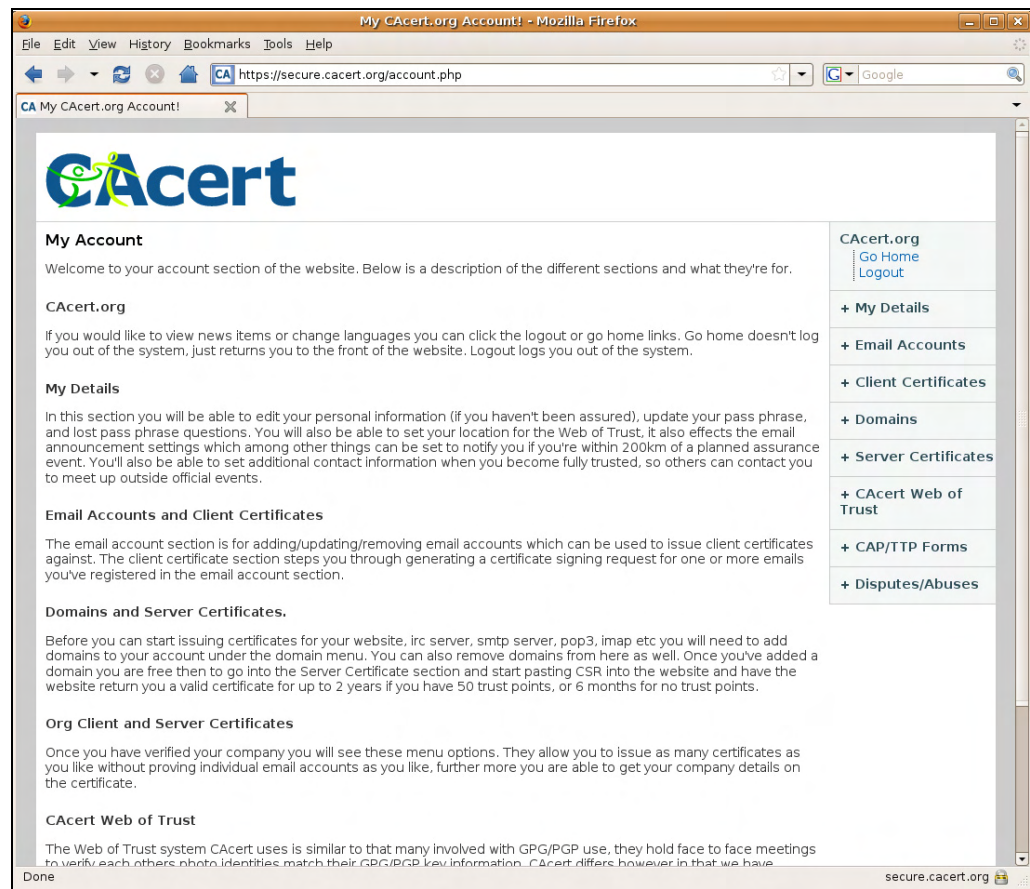 My CAcert.org Account! - Mozilla Firefox
File Edit View History Bookmarks Tools Help
CA https://secure.cacert.org/account.php
G Google
CA My CAcert.org Account!
CAcert
My Account
Welcome to your account section of the website. Below is a description of the different sections and what they're for.
CAcert.org
If you would like to view news items or change languages you can click the logout or go home links. Go home doesn't log
you out of the system, just returns you to the front of the website. Logout logs you out of the system.
My Details
In this section you will be able to edit your personal information (if you haven't been assured), update your pass phrase,
and lost pass phrase questions. You will also be able to set your location for the Web of Trust, it also effects the email
announcement settings which among other things can be set to notify you if you're within 200km of a planned assurance
event. You'll also be able to set additional contact information when you become fully trusted, so others can contact you
to meet up outside official events.
Email Accounts and Client Certificates
The email account section is for adding/updating/removing email accounts which can be used to issue client certificates
against. The client certificate section steps you through generating a certificate signing request for one or more emails
you've registered in the email account section.
Domains and Server Certificates.
Before you can start issuing certificates for your website, irc server, smtp server, pop3, imap etc you will need to add
domains to your account under the domain menu. You can also remove domains from here as well. Once you've added a
domain you are free then to go into the Server Certificate section and start pasting CSR into the website and have the
website return you a valid certificate for up to 2 years if you have 50 trust points, or 6 months for no trust points.
Org Client and Server Certificates
Once you have verified your company you will see these menu options. They allow you to issue as many certificates as
you like without proving individual email accounts as you like, further more you are able to get your company details on
the certificate.
CAcert Web of Trust
The Web of Trust system CAcert uses is similar to that many involved with GPG/PGP use, they hold face to face meetings
to verify each others photo identities match their GPG/PGP key information. CAcert differs however in that we have
CAcert.org
Go Home
Logout
+ My Details
+ Email Accounts
+ Client Certificates
+ Domains
+ Server Certificates
+ CAcert Web of
Trust
+ CAP/TTP Forms
+ Disputes/Abuses
Done
secure.cacert.org